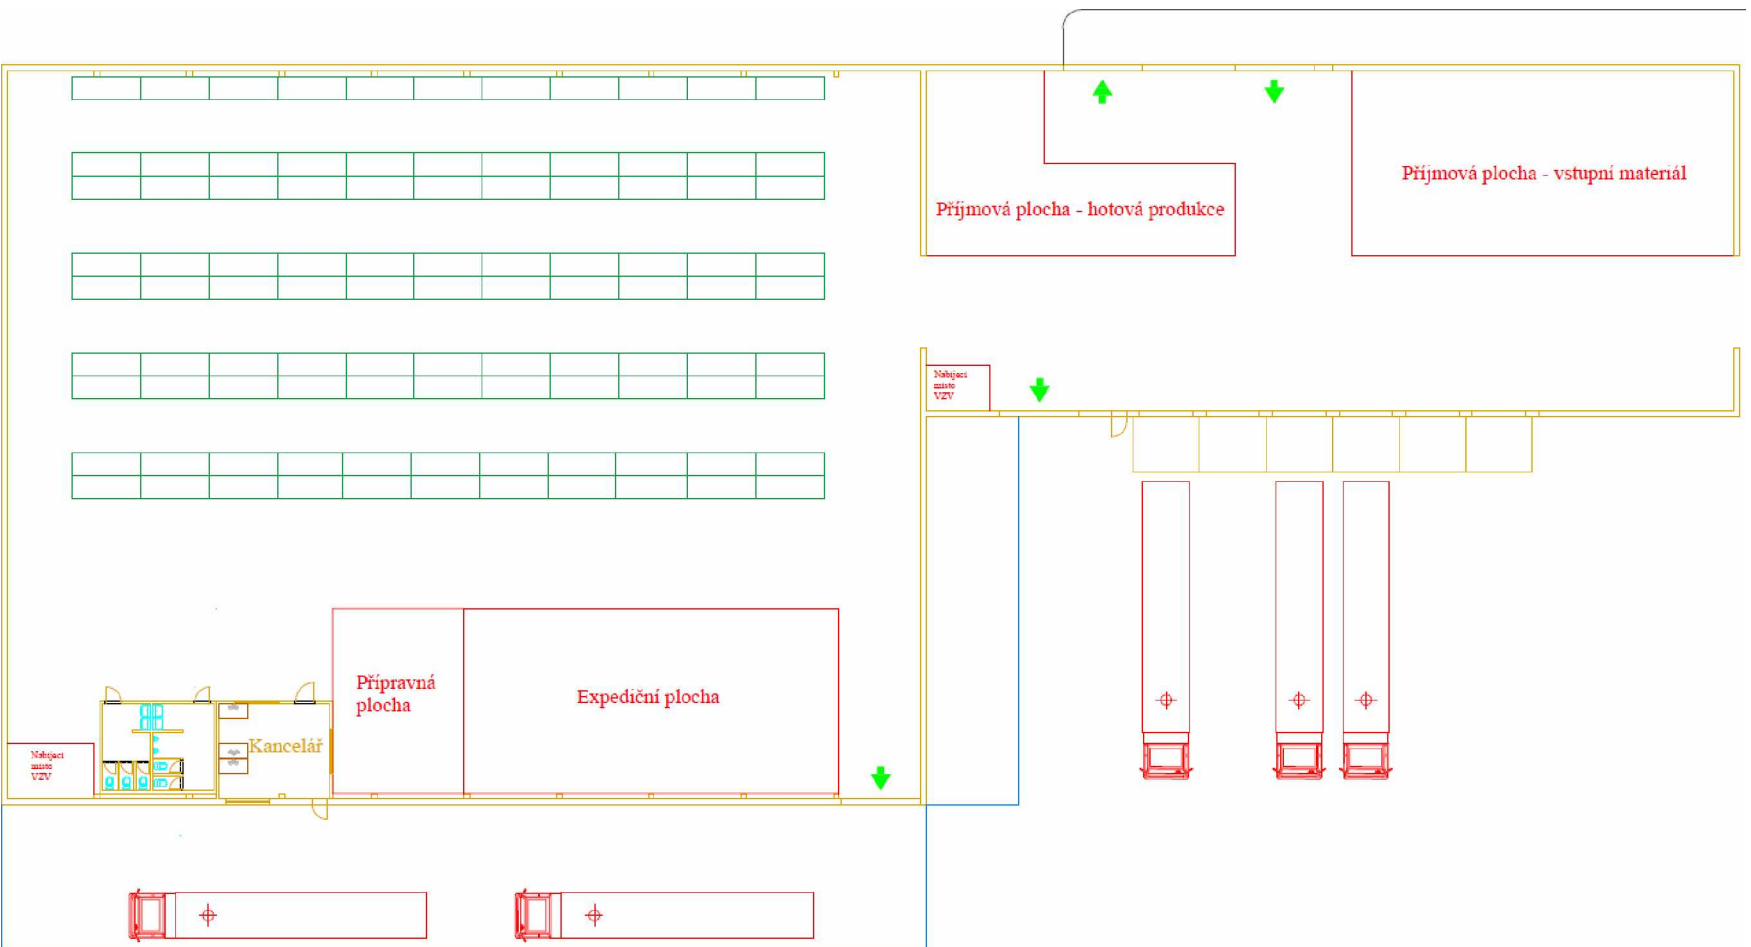 Příjmová plocha - vstupní materiál
Příjmová plocha - hotová produkce
Nabíjecí
místo
VZV
Přípravná
plocha
Expediční plocha
Kancelář
Nabíjecí
místo
VZV